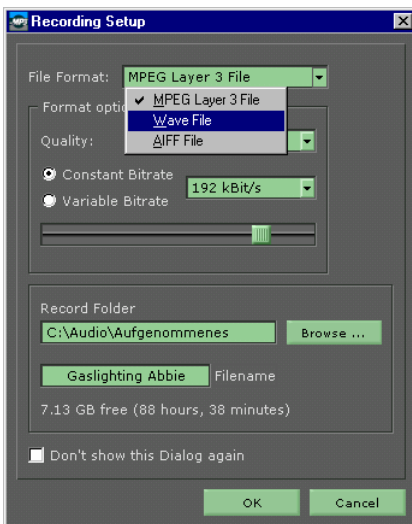 MP3 Recording Setup
File Format: MPEG Layer 3 File
MPEG Layer 3 File
Format optio
Wave File
Quality:
AIFF File
Constant Bitrate
192 kBit/s
Variable Bitrate
Record Folder
C:\Audio\Aufgenommenes Browse ...
Gaslighting Abbie Filename
7.13 GB free (88 hours, 38 minutes)
Don't show this Dialog again
OK Cancel